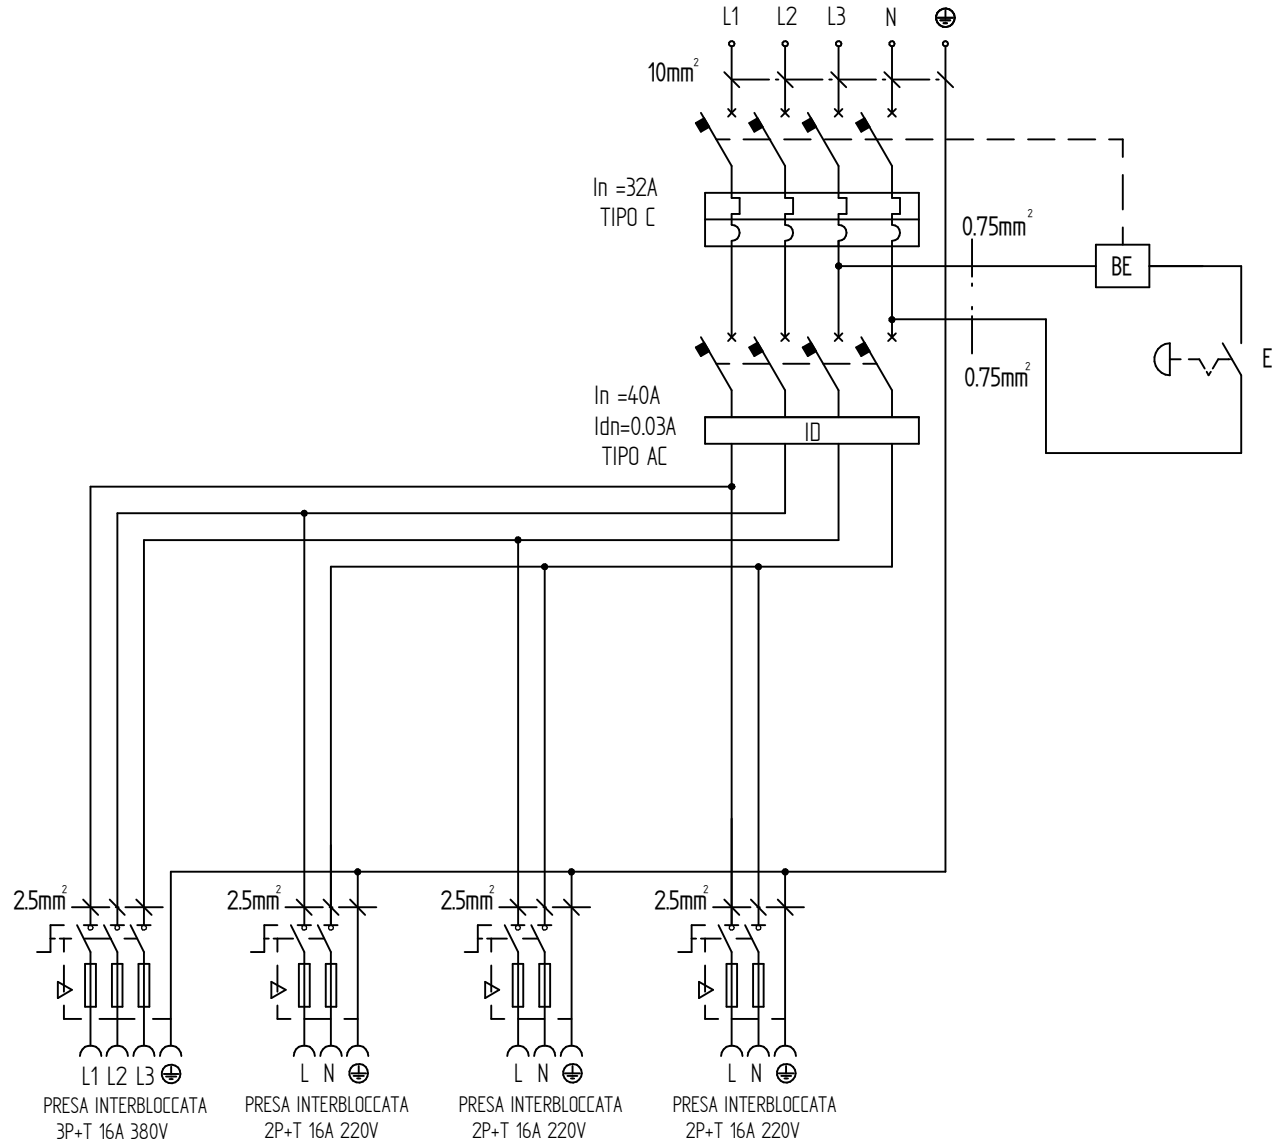 L1 L2 L3 N
10mm²
In =32A
TIPO C
0.75mm²
BE
0.75mm²
E
In =40A
Idn=0.03A
TIPO AC
ID
2.5mm² 2.5mm² 2.5mm² 2.5mm²
L1 L2 L3 L N L N L N
PRESA INTERBLOCCATA
3P+T 16A 380V
PRESA INTERBLOCCATA
2P+T 16A 220V
PRESA INTERBLOCCATA
2P+T 16A 220V
PRESA INTERBLOCCATA
2P+T 16A 220V